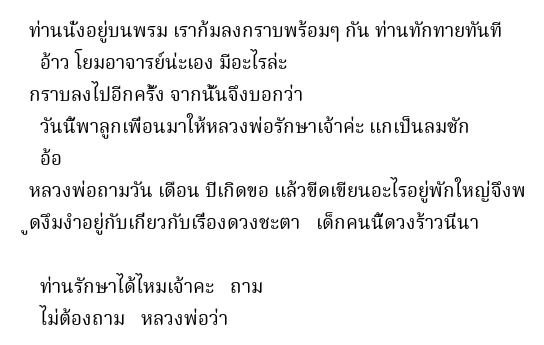 ท่านนั่งอยู่บนพรม เราก้มลงกราบพร้อมๆ กัน ท่านทักทายทันที
อ้าว โยมอาจารย์น่ะเอง มีอะไรล่ะ
กราบลงไปอีกครั้ง จากนั้นจึงบอกว่า
วันนี้พาลูกเพื่อนมาให้หลวงพ่อรักษาเจ้าค่ะ แกเป็นลมชัก
อ้อ
หลวงพ่อถามวัน เดือน ปีเกิดขอ แล้วขีดเขียนอะไรอยู่พักใหญ่จึงพ
ูดงึมงำอยู่กับเกี่ยวกับเรื่องดวงชะตา เด็กคนนี้ดวงร้าวนี่นา
ท่านรักษาได้ไหมเจ้าคะ ถาม
ไม่ต้องถาม หลวงพ่อว่า